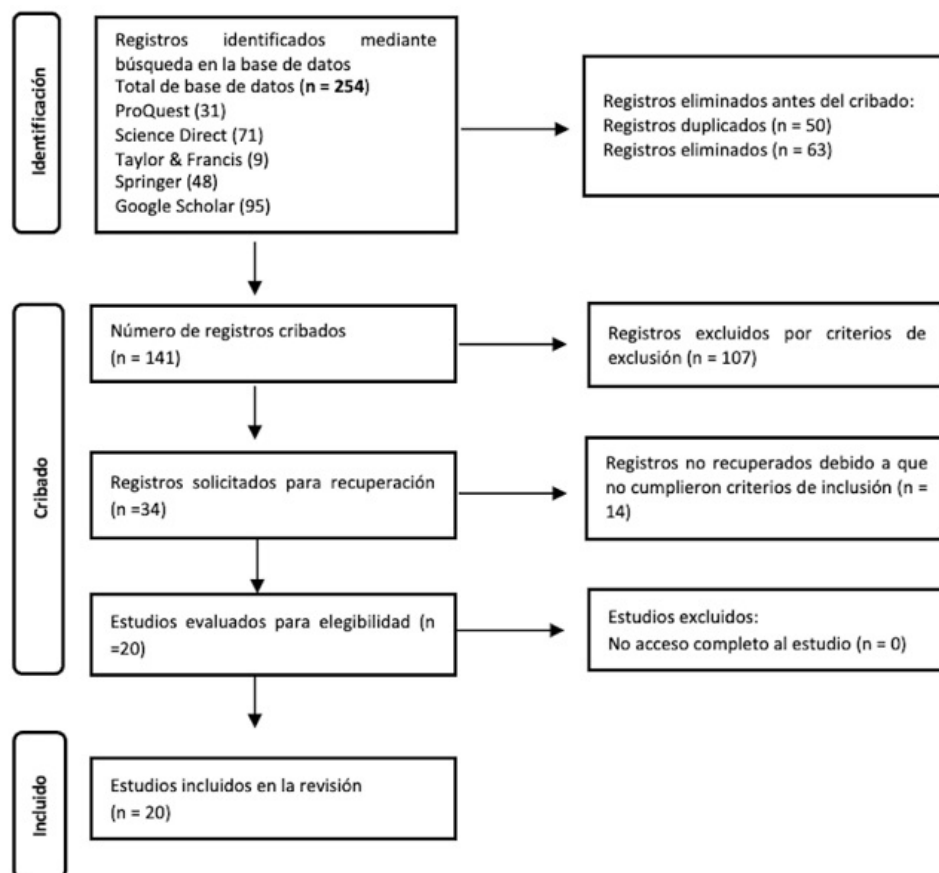 Identificación
Registros identificados mediante
búsqueda en la base de datos
Total de base de datos (n = 254)
ProQuest (31)
Science Direct (71)
Taylor & Francis (9)
Springer (48)
Google Scholar (95)
Registros eliminados antes del cribado:
Registros duplicados (n = 50)
Registros eliminados (n = 63)
Cribado
Número de registros cribados
(n = 141)
Registros excluidos por criterios de
exclusión (n = 107)
Registros solicitados para recuperación
(n =34)
Registros no recuperados debido a que
no cumplieron criterios de inclusión (n =
14)
Estudios evaluados para elegibilidad (n
=20)
Estudios excluidos:
No acceso completo al estudio (n = 0)
Incluido
Estudios incluidos en la revisión
(n = 20)